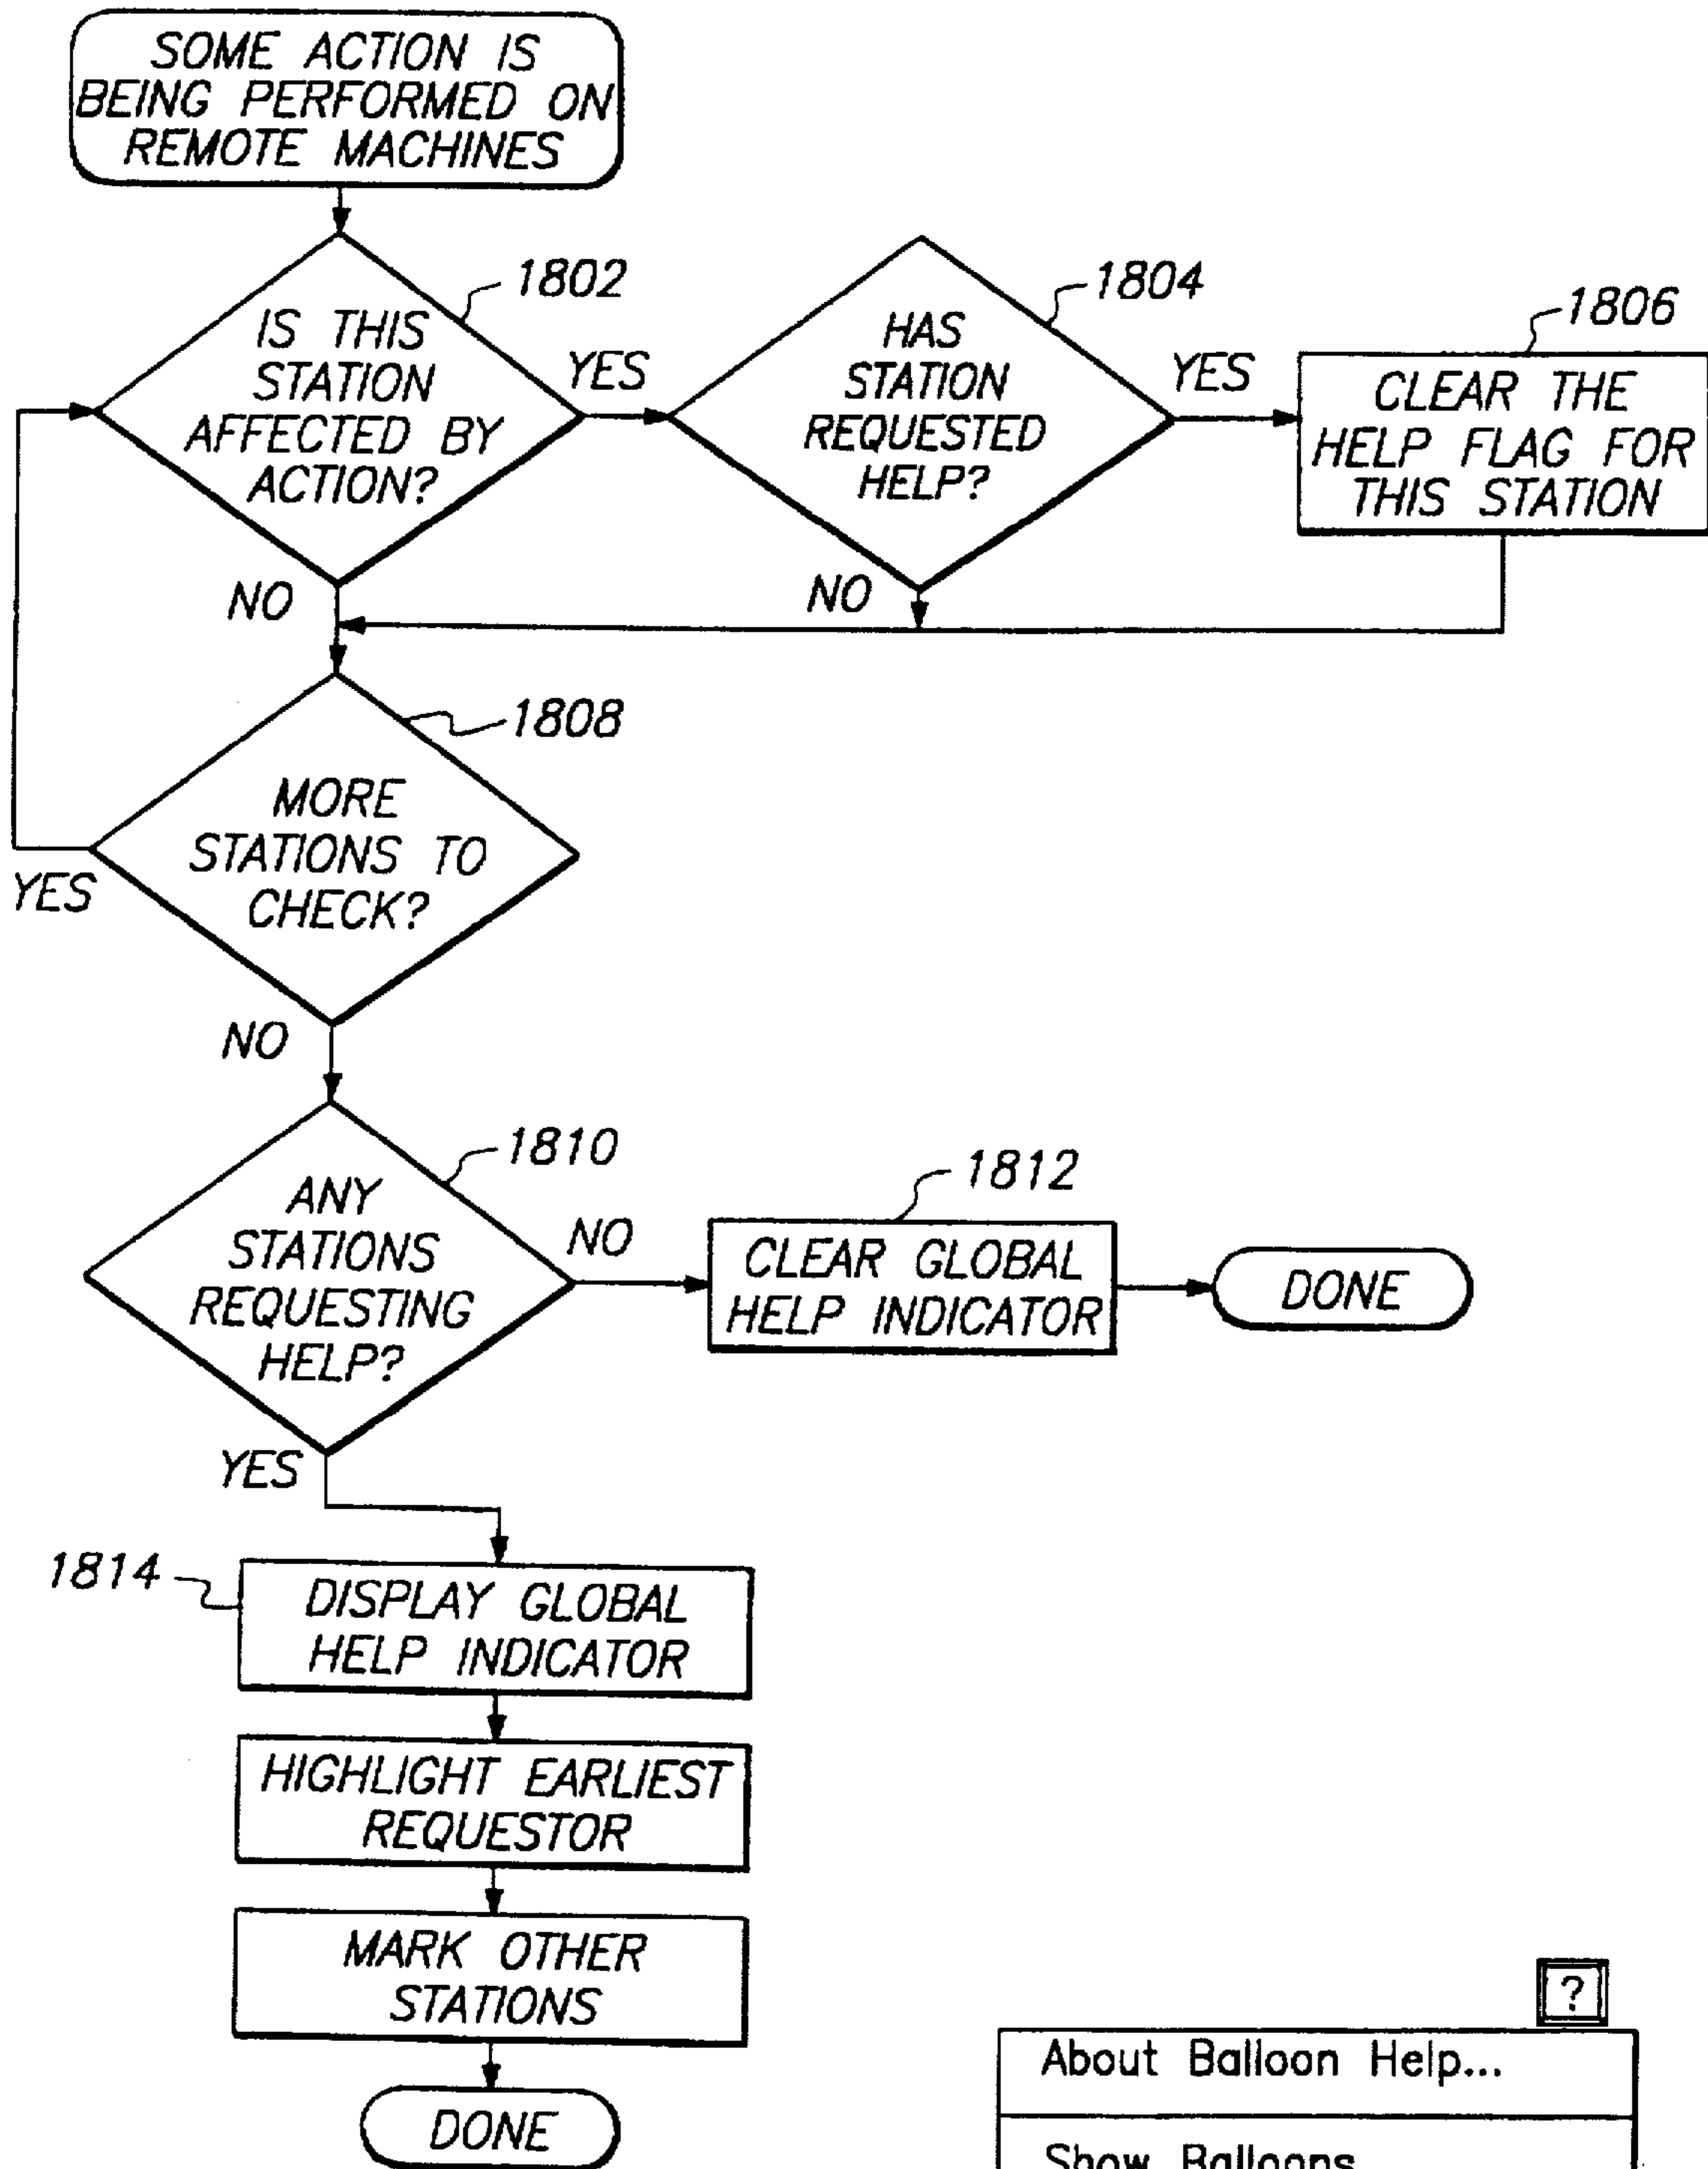 SOME ACTION IS
BEING PERFORMED ON
REMOTE MACHINES
1802
IS THIS
STATION
AFFECTED BY
ACTION?
YES
NO
1804
HAS
STATION
REQUESTED
HELP?
YES
NO
1806
CLEAR THE
HELP FLAG FOR
THIS STATION
1808
MORE
STATIONS TO
CHECK?
YES
NO
1810
ANY
STATIONS
REQUESTING
HELP?
NO
YES
1812
CLEAR GLOBAL
HELP INDICATOR
DONE
1814
DISPLAY GLOBAL
HELP INDICATOR
HIGHLIGHT EARLIEST
REQUESTOR
MARK OTHER
STATIONS
DONE
?
About Balloon Help...
Show Balloons